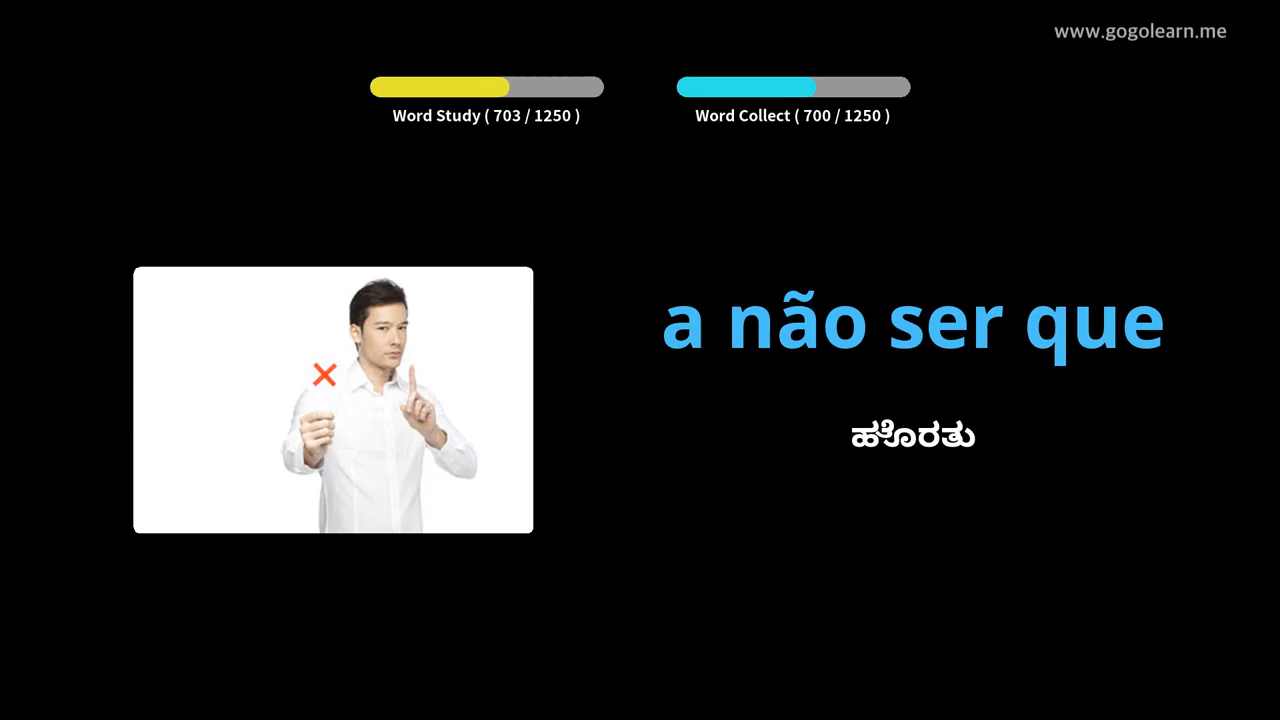 www.gogolearn.me
Word Study ( 703 / 1250 )
Word Collect ( 700 / 1250 )
a não ser que
ಹೊರತು